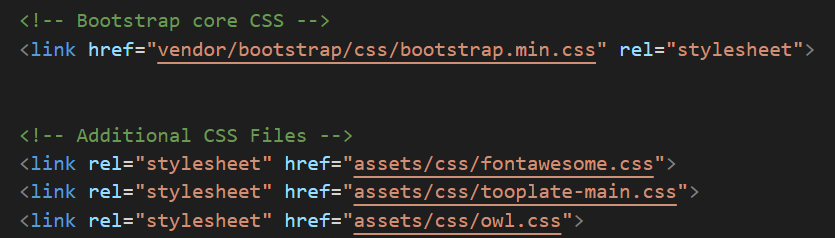 <!-- Bootstrap core CSS -->
<link href="vendor/bootstrap/css/bootstrap.min.css" rel="stylesheet">
<!-- Additional CSS Files -->
<link rel="stylesheet" href="assets/css/fontawesome.css">
<link rel="stylesheet" href="assets/css/tooplate-main.css">
<link rel="stylesheet" href="assets/css/owl.css">